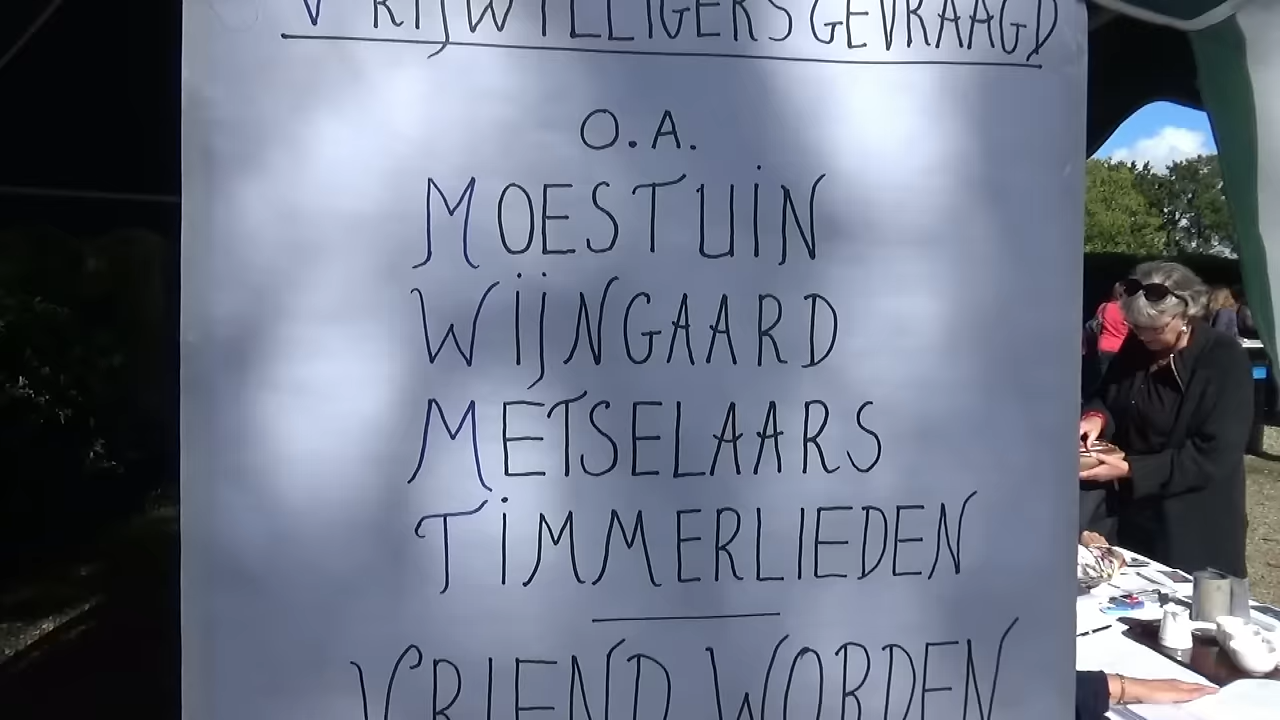 VRIJWILLIGERS GEVRAAGD
O.A.
MOESTUIN
WIJNGAARD
METSELAARS
TIMMERLIEDEN
VRIEND WORDEN